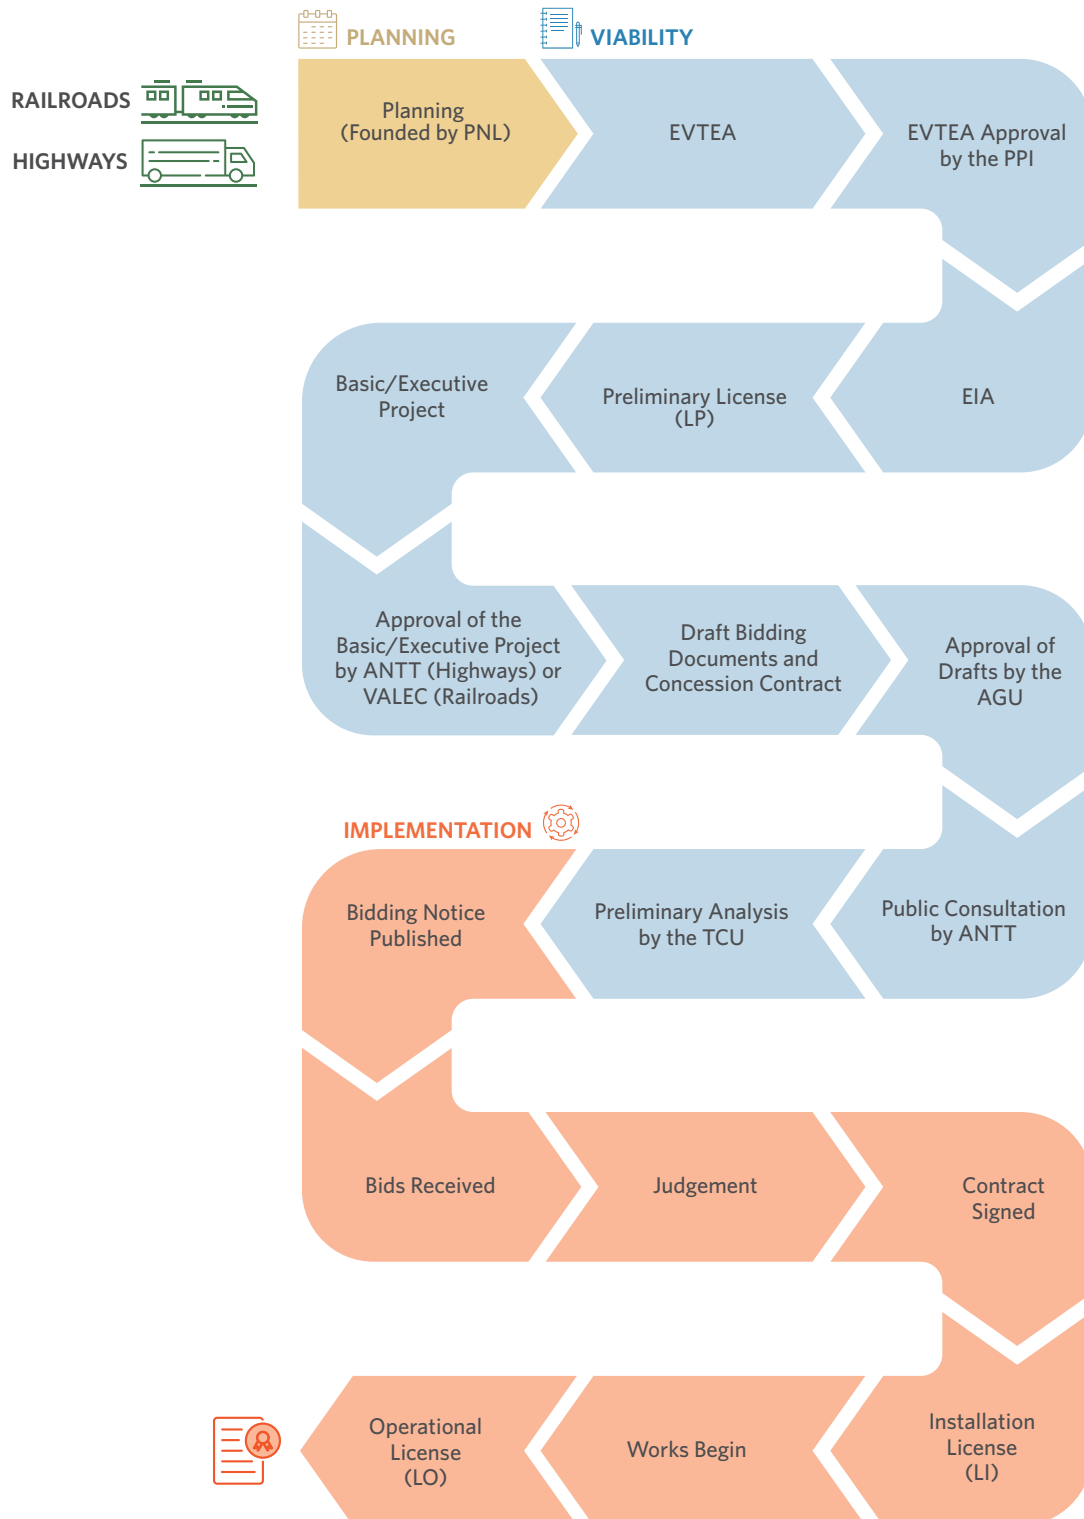 PLANNING
VIABILITY
RAILROADS
HIGHWAYS
Planning
(Founded by PNL)
EVTEA
EVTEA Approval
by the PPI
EIA
Preliminary License
(LP)
Basic/Executive
Project
Approval of the
Basic/Executive Project
by ANTT (Highways) or
VALEC (Railroads)
Draft Bidding
Documents and
Concession Contract
Approval of
Drafts by the
AGU
Public Consultation
by ANTT
Preliminary Analysis
by the TCU
IMPLEMENTATION
Bidding Notice
Published
Bids Received
Judgement
Contract
Signed
Installation
License
(LI)
Works Begin
Operational
License
(LO)